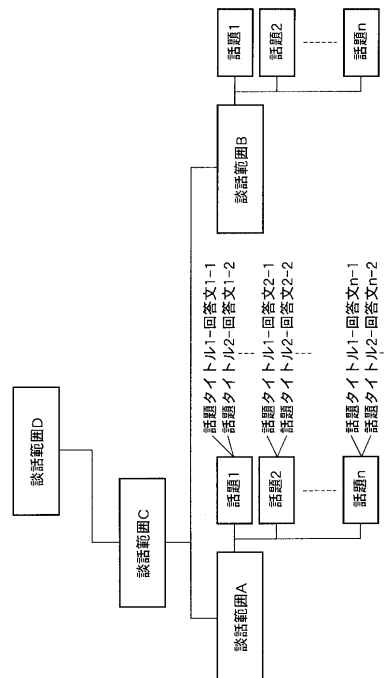 談話範囲D
談話範囲C
談話範囲A
談話範囲B
話題1
話題タイトル1-回答文1-1
話題タイトル2-回答文1-2
話題2
話題タイトル1-回答文2-1
話題タイトル2-回答文2-2
話題n
話題タイトル1-回答文n-1
話題タイトル2-回答文n-2
話題1
話題2
話題n